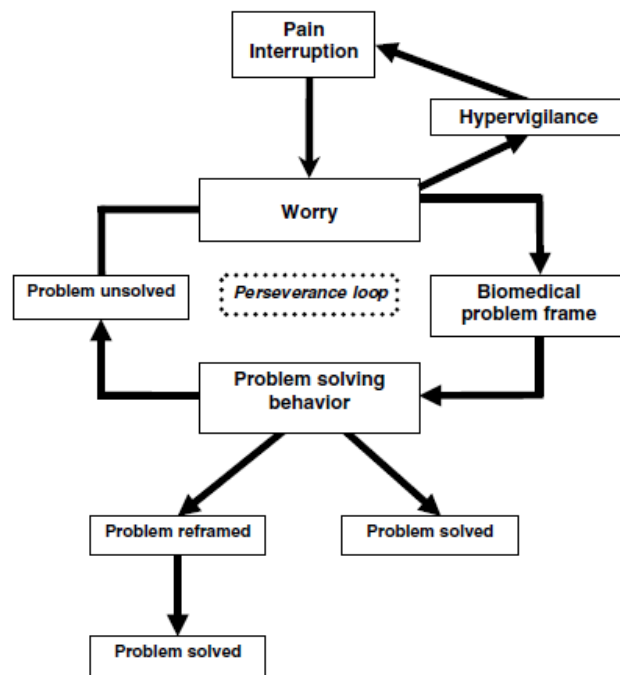 Pain
Interruption
Hypervigilance
Worry
Problem unsolved
Perseverance loop
Biomedical
problem frame
Problem solving
behavior
Problem reframed
Problem solved
Problem solved